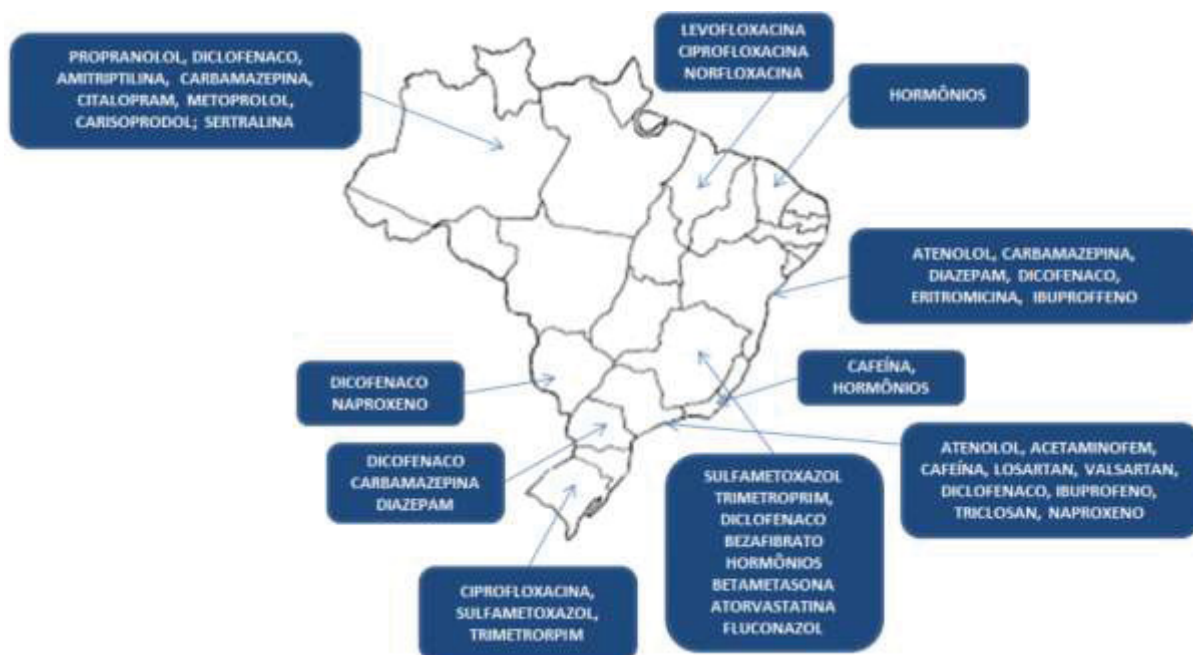 PROPRANOLOL, DICLOFENACO,
AMITRIPTILINA, CARBAMAZEPINA,
CITALOPRAM, METOPROLOL,
CARISOPRODOL; SERTRALINA
LEVOFLOXACINA
CIPROFLOXACINA
NORFLOXACINA
HORMÔNIOS
ATENOLOL, CARBAMAZEPINA,
DIAZEPAM, DICOFENACO,
ERITROMICINA, IBUPROFFENO
CAFEÍNA,
HORMÔNIOS
DICOFENACO
NAPROXENO
ATENOLOL, ACETAMINOFEM,
CAFEÍNA, LOSARTAN, VALSARTAN,
DICLOFENACO, IBUPROFENO,
TRICLOSAN, NAPROXENO
DICOFENACO
CARBAMAZEPINA
DIAZEPAM
SULFAMETOXAZOL
TRIMETROPRIM,
DICLOFENACO
BEZAFIBRATO
HORMÔNIOS
BETAMETASONA
ATORVASTATINA
FLUCONAZOL
CIPROFLOXACINA,
SULFAMETOXAZOL,
TRIMETRORPIM